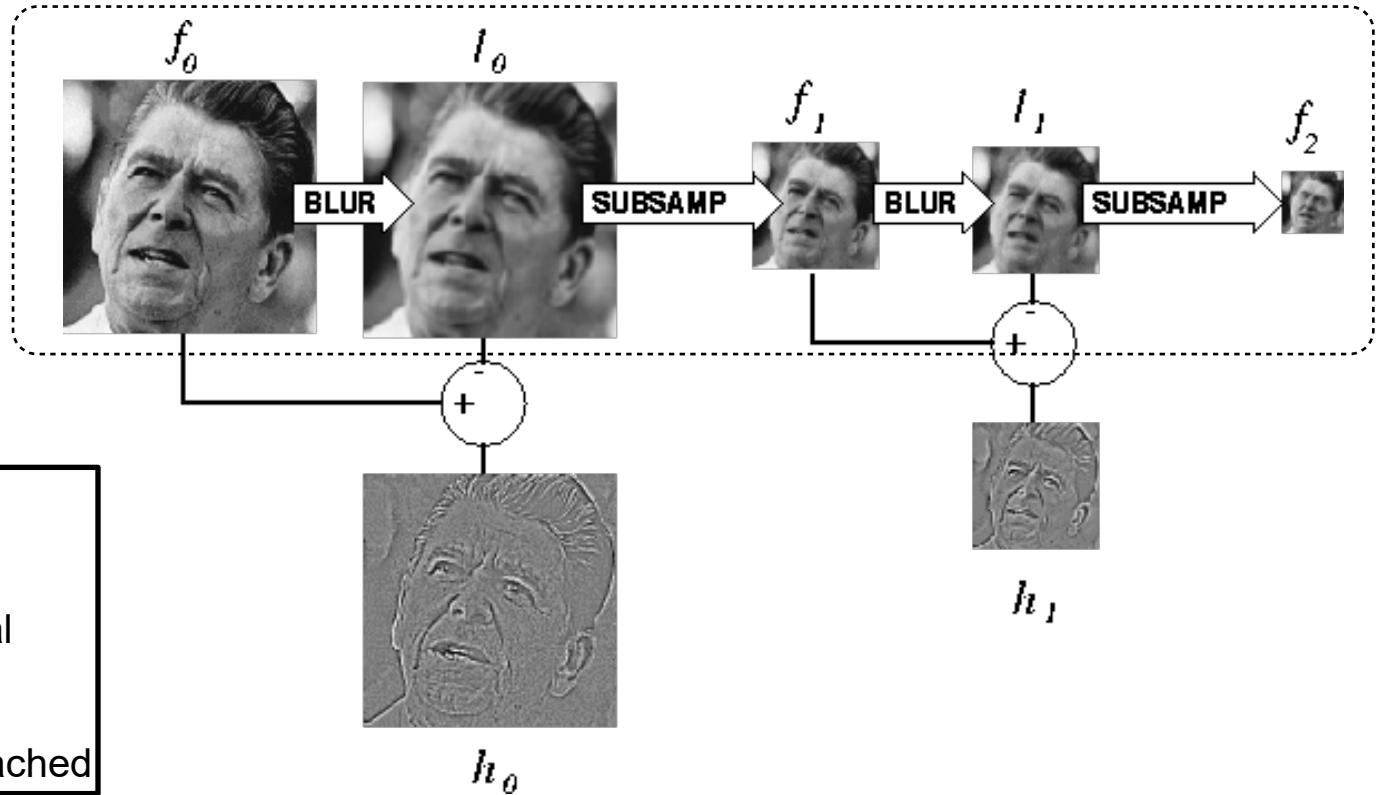 f0 l0
f1 l1
f2
BLUR SUBSAMP BLUR SUBSAMP
-
+
-
+
h0
h1
al
ached